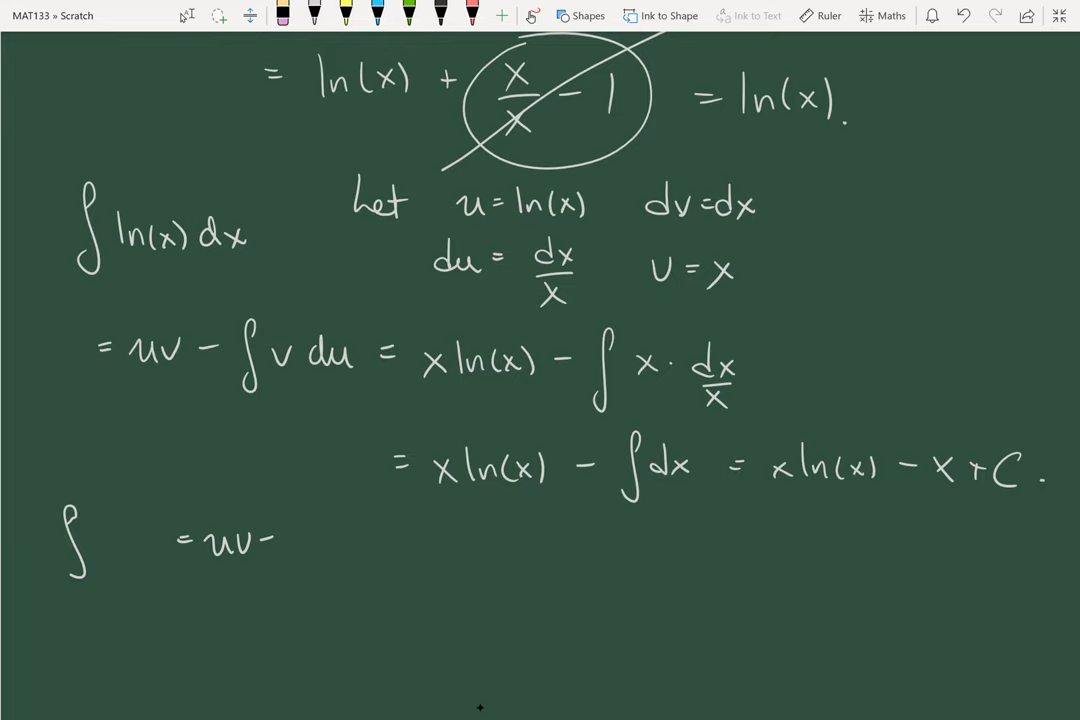 MAT133 » Scratch Shapes Ink to Shape Ink to Text Ruler Maths
= ln(x) + x/x - 1 = ln(x).
∫ ln(x) dx Let u = ln(x) dv = dx
du = dx/x v = x
= uv - ∫ v du = x ln(x) - ∫ x · dx/x
= x ln(x) - ∫ dx = x ln(x) - x + C.
∫ = uv -